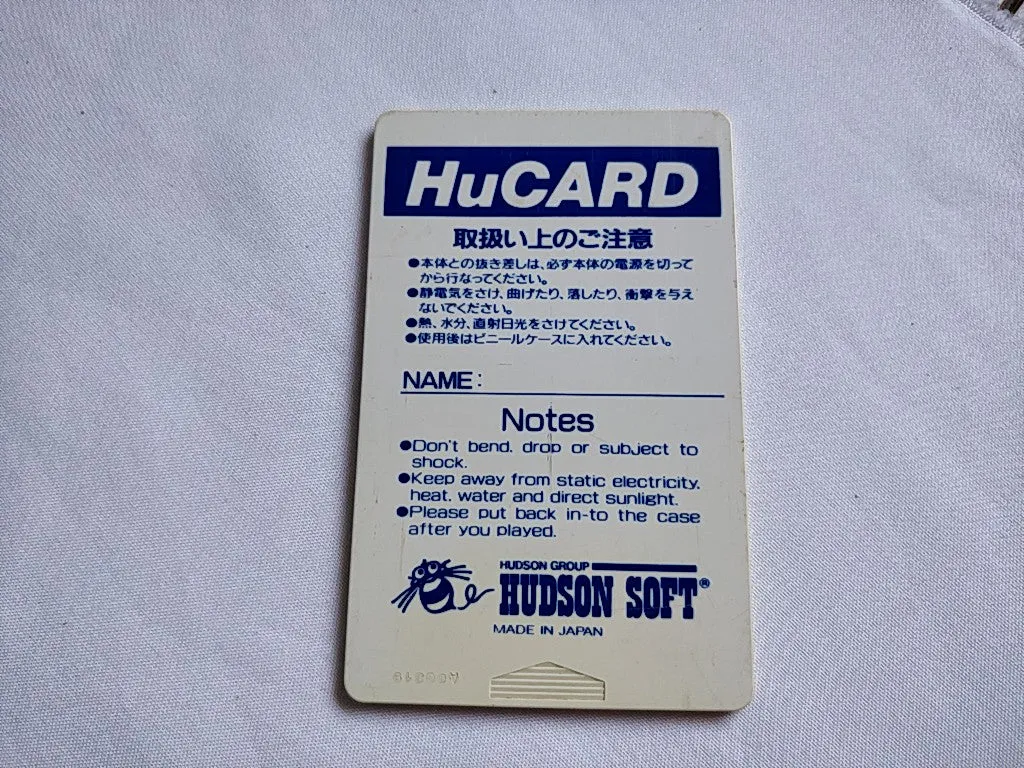 HuCARD
取扱い上のご注意
●本体との抜き差しは、必ず本体の電源を切って
から行なってください。
●静電気をさけ、曲げたり、落したり、衝撃を与え
ないでください。
●熱、水分、直射日光をさけてください。
●使用後はビニールケースに入れてください。
NAME:
Notes
●Don't bend, drop or subject to
shock.
●Keep away from static electricity,
heat, water and direct sunlight.
●Please put back in-to the case
after you played.
HUDSON GROUP
HUDSON SOFT®
MADE IN JAPAN